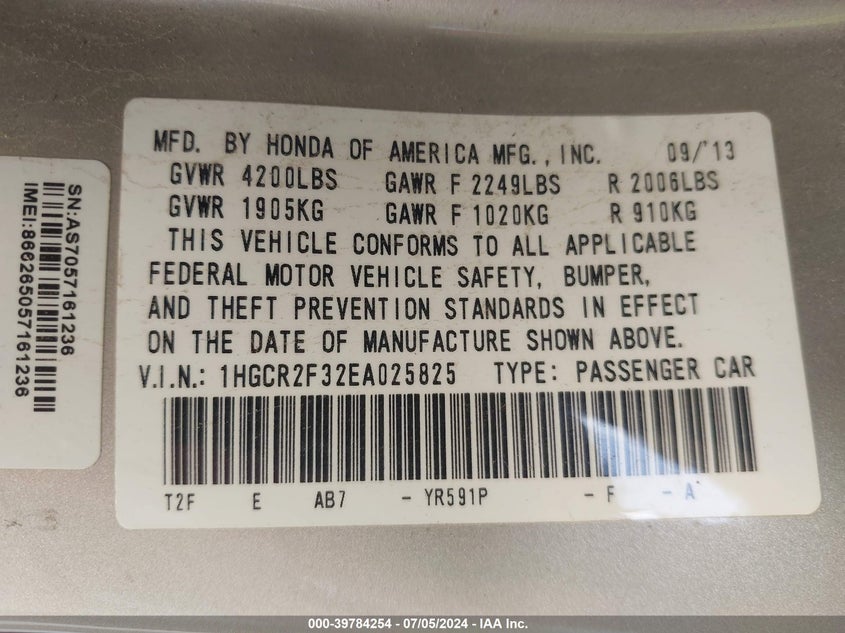 MFD. BY HONDA OF AMERICA MFG., INC. 09/'13
GVWR 4200LBS GAWR F 2249LBS R 2006LBS
GVWR 1905KG GAWR F 1020KG R 910KG
THIS VEHICLE CONFORMS TO ALL APPLICABLE
FEDERAL MOTOR VEHICLE SAFETY, BUMPER,
AND THEFT PREVENTION STANDARDS IN EFFECT
ON THE DATE OF MANUFACTURE SHOWN ABOVE.
V.I.N.: 1HGCR2F32EA025825 TYPE: PASSENGER CAR
T2F E AB7 - YR591P - F - A
SN:AS7057161236
IMEI:866265057161236
000-39784254 - 07/05/2024 - IAA Inc.